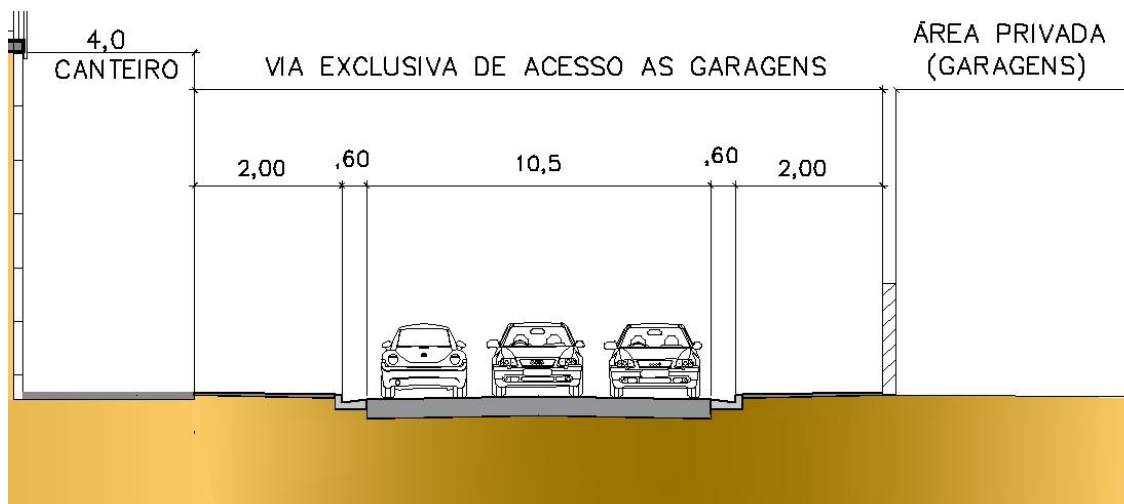 4,0
CANTEIRO
VIA EXCLUSIVA DE ACESSO AS GARAGENS
ÁREA PRIVADA
(GARAGENS)
2,00
,60
10,5
,60
2,00